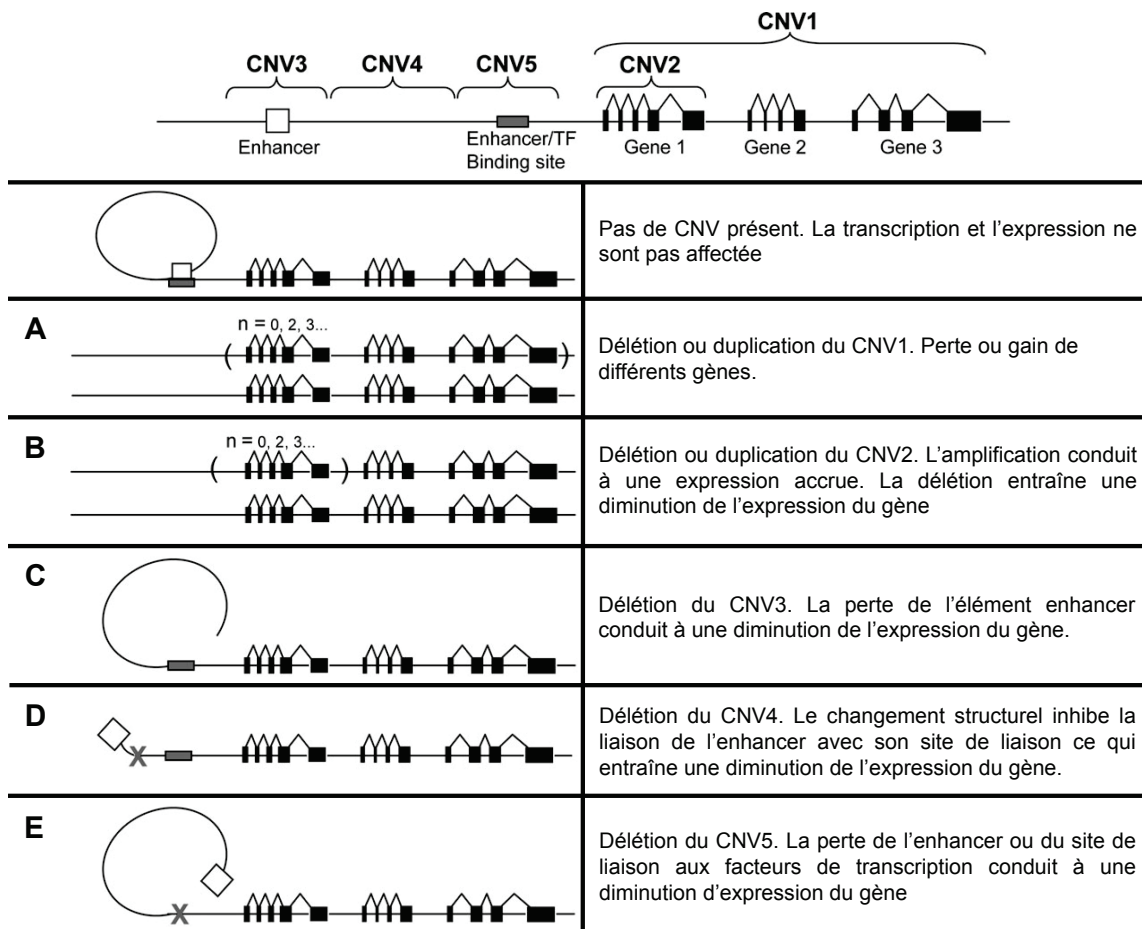 CNV1
CNV3 CNV4 CNV5 CNV2
Enhancer
Enhancer/TF
Binding site
Gene 1 Gene 2 Gene 3
Pas de CNV présent. La transcription et l’expression ne
sont pas affectée
A
n = 0, 2, 3...
( )
Délétion ou duplication du CNV1. Perte ou gain de
différents gènes.
B
n = 0, 2, 3...
( )
Délétion ou duplication du CNV2. L’amplification conduit
à une expression accrue. La délétion entraîne une
diminution de l’expression du gène
C
Délétion du CNV3. La perte de l’élément enhancer
conduit à une diminution de l’expression du gène.
D
X
Délétion du CNV4. Le changement structurel inhibe la
liaison de l’enhancer avec son site de liaison ce qui
entraîne une diminution de l’expression du gène.
E
X
Délétion du CNV5. La perte de l’enhancer ou du site de
liaison aux facteurs de transcription conduit à une
diminution d’expression du gène